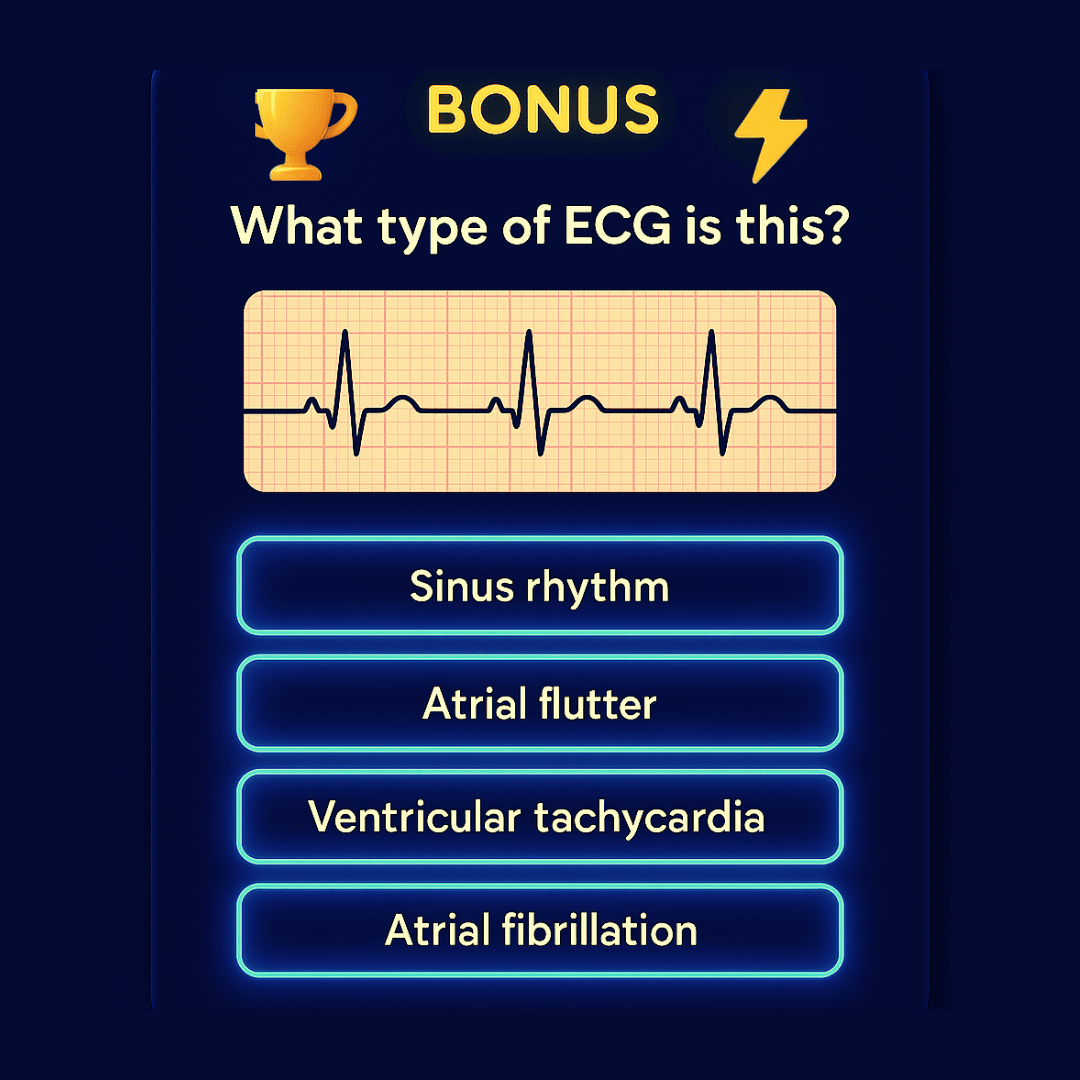 BONUS
What type of ECG is this?
Sinus rhythm
Atrial flutter
Ventricular tachycardia
Atrial fibrillation